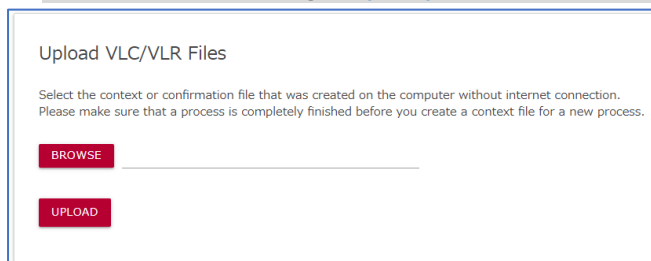 Upload VLC/VLR Files
Select the context or confirmation file that was created on the computer without internet connection.
Please make sure that a process is completely finished before you create a context file for a new process.
BROWSE
UPLOAD